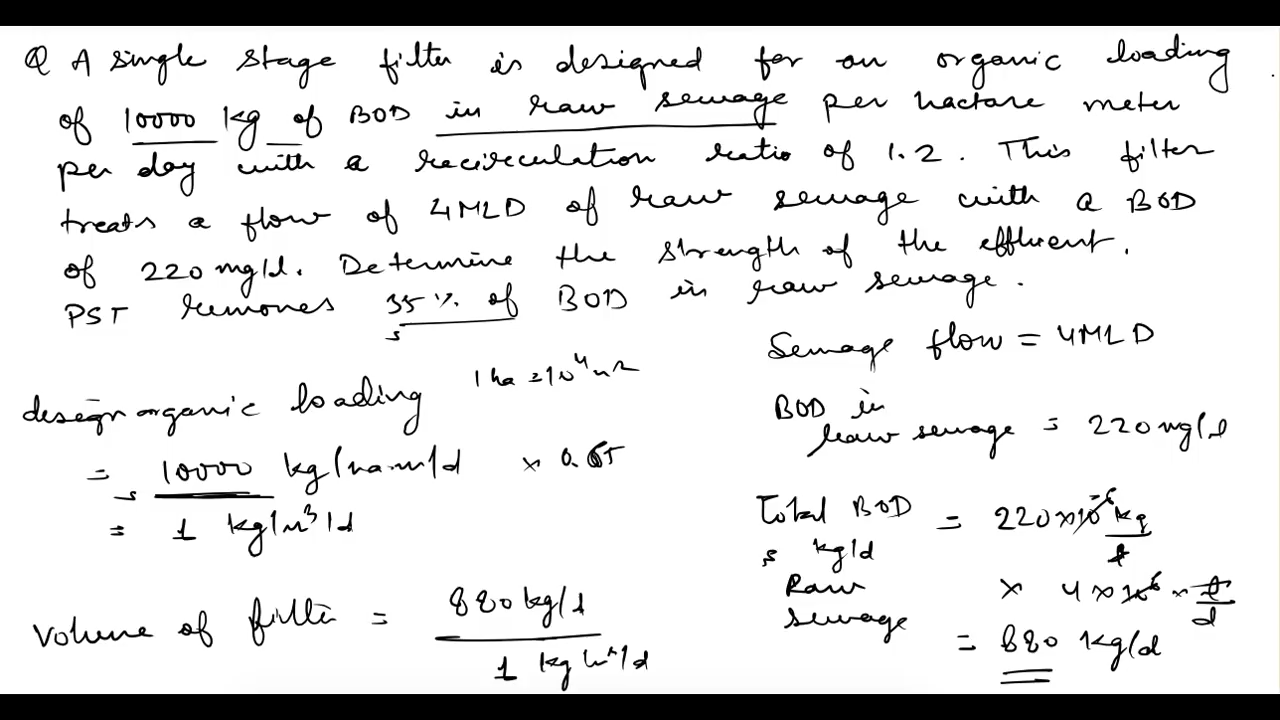 Q A single stage filter is designed for an organic loading
of 10000 kg of BOD in raw sewage per hactare meter
per day with a recirculation ratio of 1.2. This filter
treats a flow of 4MLD of raw sewage with a BOD
of 220 mg/l. Determine the strength of the effluent.
PST removes 35 % of BOD in raw sewage.
Sewage flow = 4MLD
1 ha = 10⁴ m²
design organic loading
BOD in
raw sewage = 220 mg/l
= 10000 kg/ha.m/d × 0.65
= 1 kg/m³/d
Total BOD = 220×10⁻⁶ kg/l
kg/d
Raw × 4×10⁶ × l/d
sewage
= 880 kg/d
Volume of filter = 880 kg/d
1 kg/m³/d